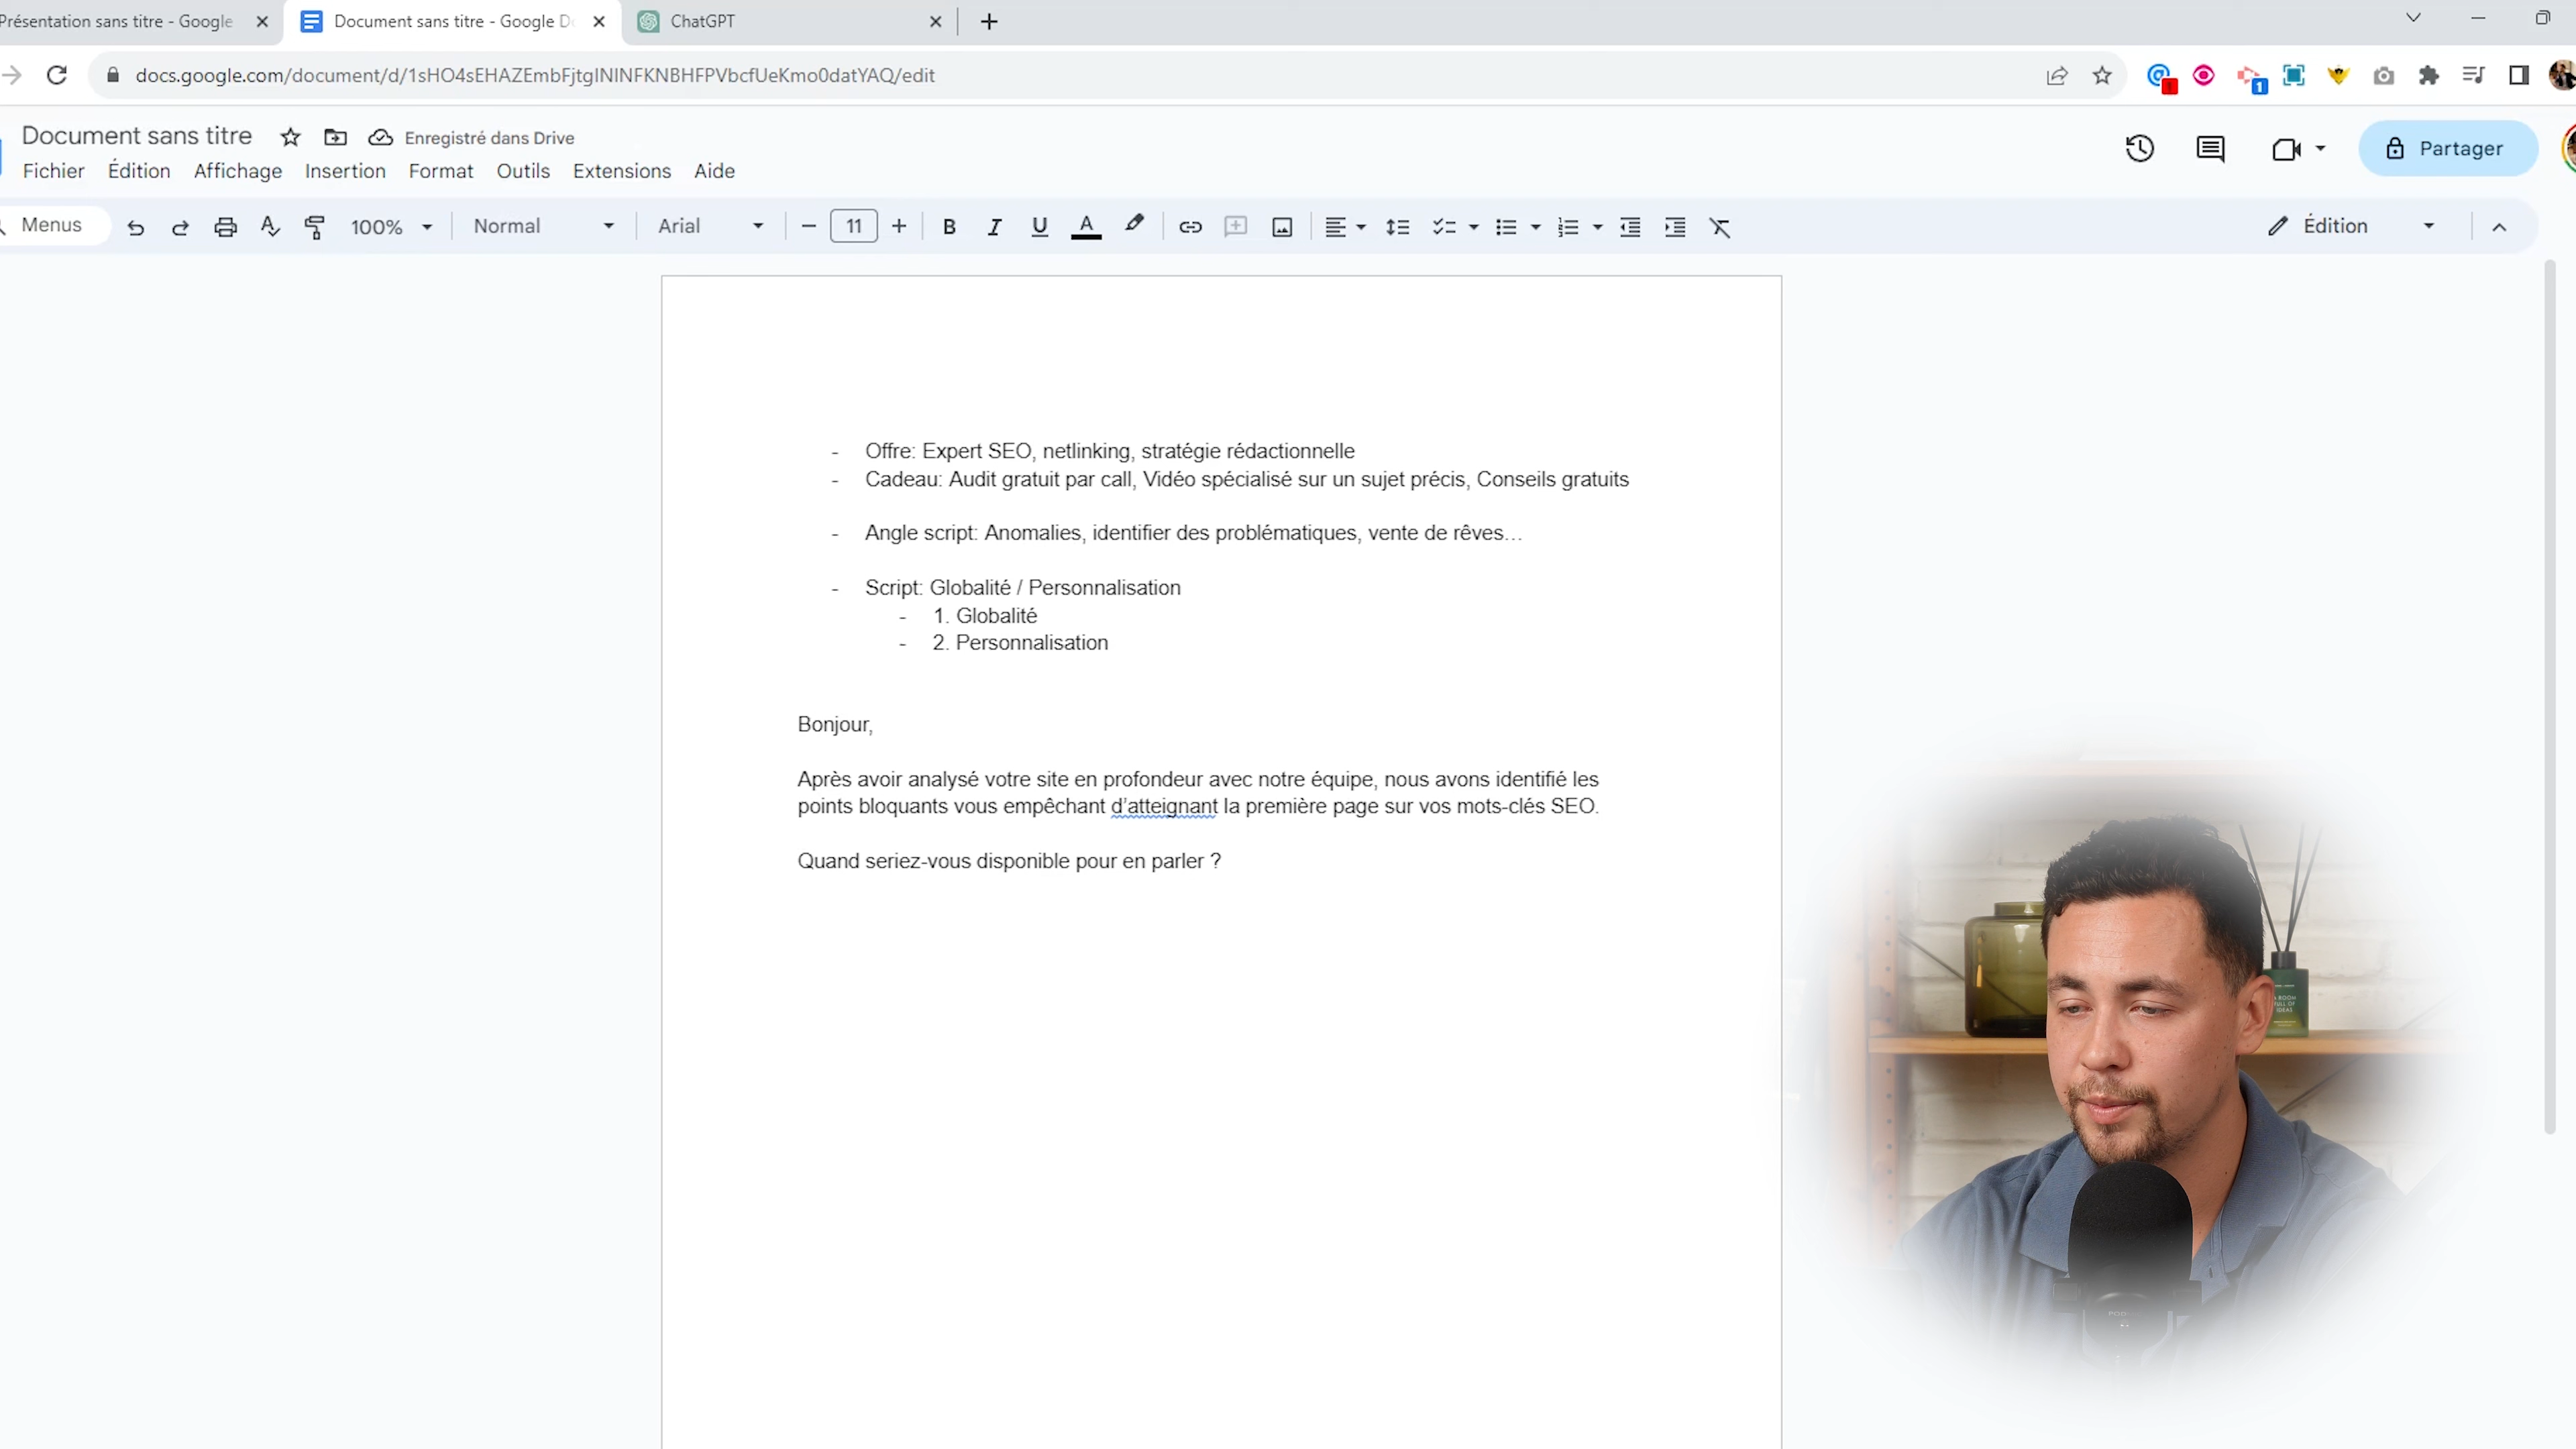 Présentation sans titre - Google
Document sans titre - Google D
ChatGPT
docs.google.com/document/d/1sHO4sEHAZEmbFjtgININFKNBHFPVbcfUeKmo0datYAQ/edit
1
Document sans titre
Enregistré dans Drive
Partager
Fichier Édition Affichage Insertion Format Outils Extensions Aide
Menus 100% Normal Arial 11 B I U A Édition
- Offre: Expert SEO, netlinking, stratégie rédactionnelle
- Cadeau: Audit gratuit par call, Vidéo spécialisé sur un sujet précis, Conseils gratuits
- Angle script: Anomalies, identifier des problématiques, vente de rêves...
- Script: Globalité / Personnalisation
- 1. Globalité
- 2. Personnalisation
Bonjour,
Après avoir analysé votre site en profondeur avec notre équipe, nous avons identifié les
points bloquants vous empêchant d'atteignant la première page sur vos mots-clés SEO.
Quand seriez-vous disponible pour en parler ?